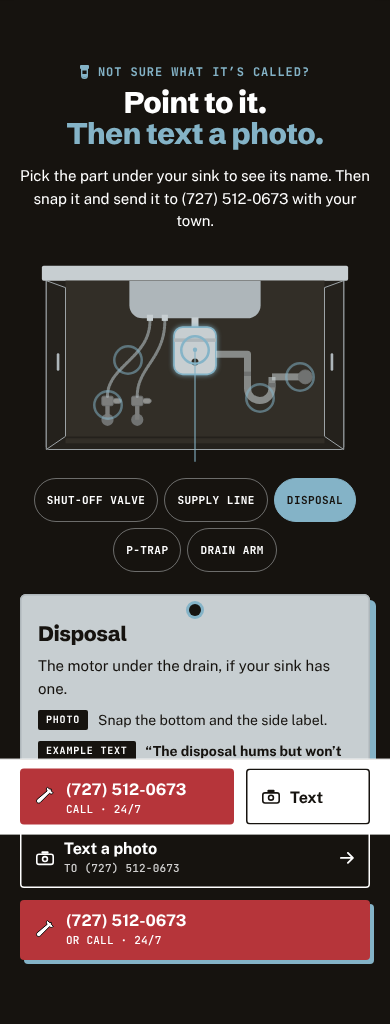 NOT SURE WHAT IT’S CALLED?
Point to it.
Then text a photo.
Pick the part under your sink to see its name. Then
snap it and send it to (727) 512-0673 with your
town.
SHUT-OFF VALVE
SUPPLY LINE
DISPOSAL
P-TRAP
DRAIN ARM
Disposal
The motor under the drain, if your sink has
one.
PHOTO Snap the bottom and the side label.
EXAMPLE TEXT “The disposal hums but won’t
(727) 512-0673
CALL · 24/7
Text
Text a photo
TO (727) 512-0673
(727) 512-0673
OR CALL · 24/7